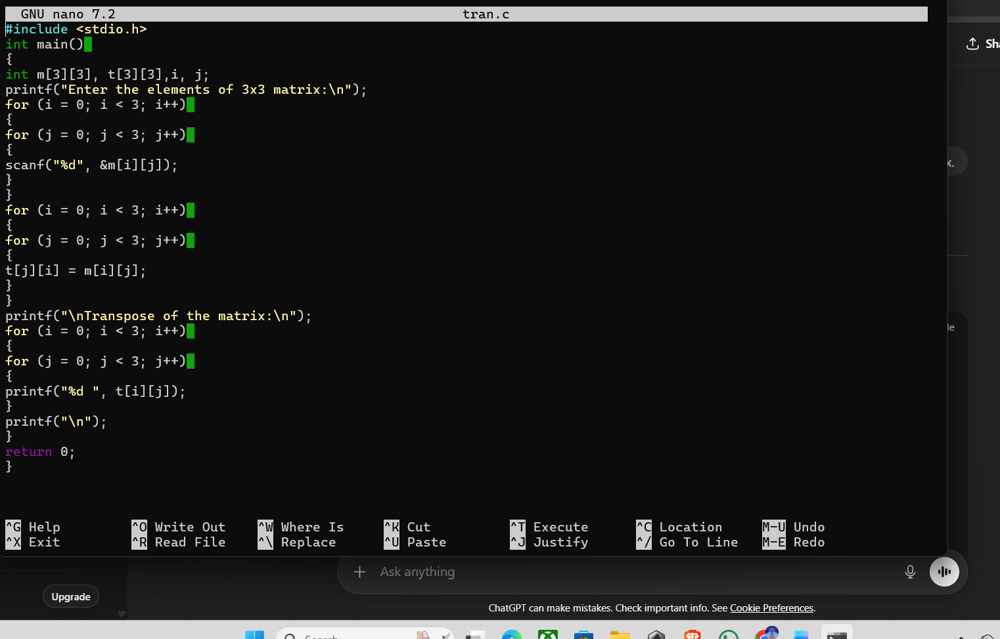 GNU nano 7.2 tran.c
#include <stdio.h>
int main()
{
int m[3][3], t[3][3],i, j;
printf("Enter the elements of 3x3 matrix:\n");
for (i = 0; i < 3; i++)
{
for (j = 0; j < 3; j++)
{
scanf("%d", &m[i][j]);
}
}
for (i = 0; i < 3; i++)
{
for (j = 0; j < 3; j++)
{
t[j][i] = m[i][j];
}
}
printf("\nTranspose of the matrix:\n");
for (i = 0; i < 3; i++)
{
for (j = 0; j < 3; j++)
{
printf("%d ", t[i][j]);
}
printf("\n");
}
return 0;
}
^G Help ^O Write Out ^W Where Is ^K Cut ^T Execute ^C Location M-U Undo
^X Exit ^R Read File ^\ Replace ^U Paste ^J Justify ^/ Go To Line M-E Redo
x.
Ask anything
Upgrade
ChatGPT can make mistakes. Check important info. See Cookie Preferences.
Search